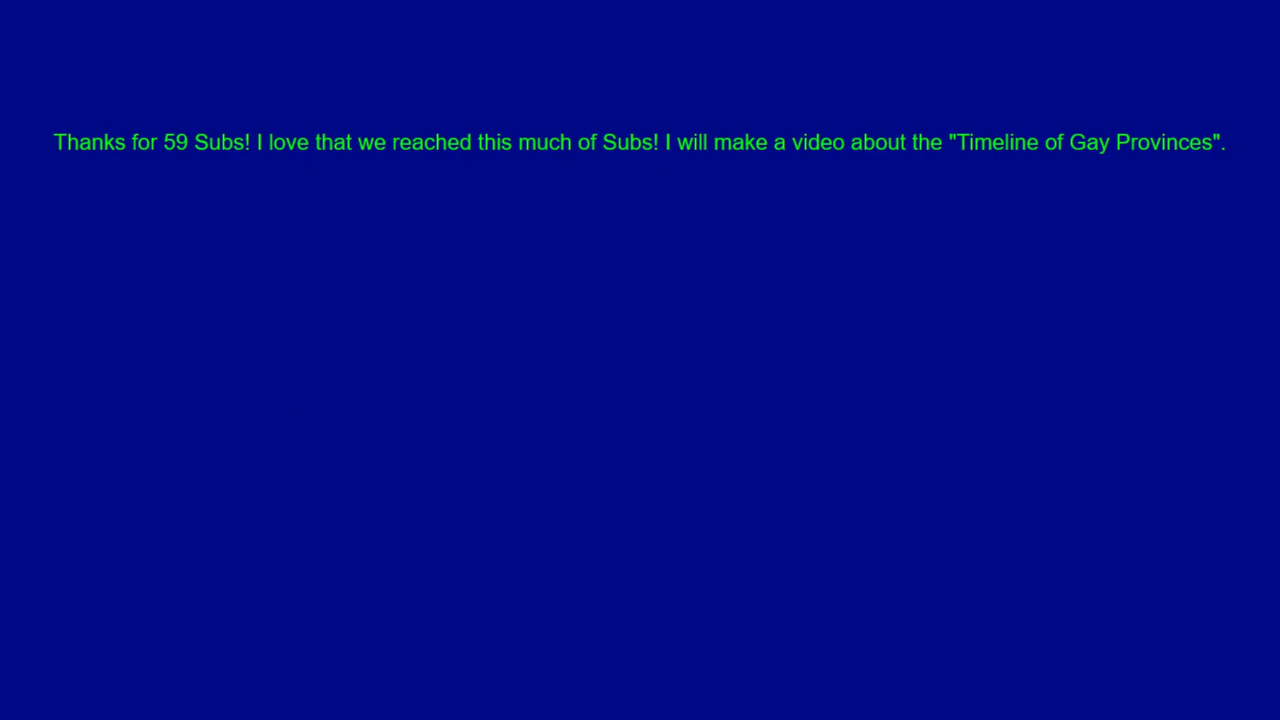 Thanks for 59 Subs! I love that we reached this much of Subs! I will make a video about the "Timeline of Gay Provinces".